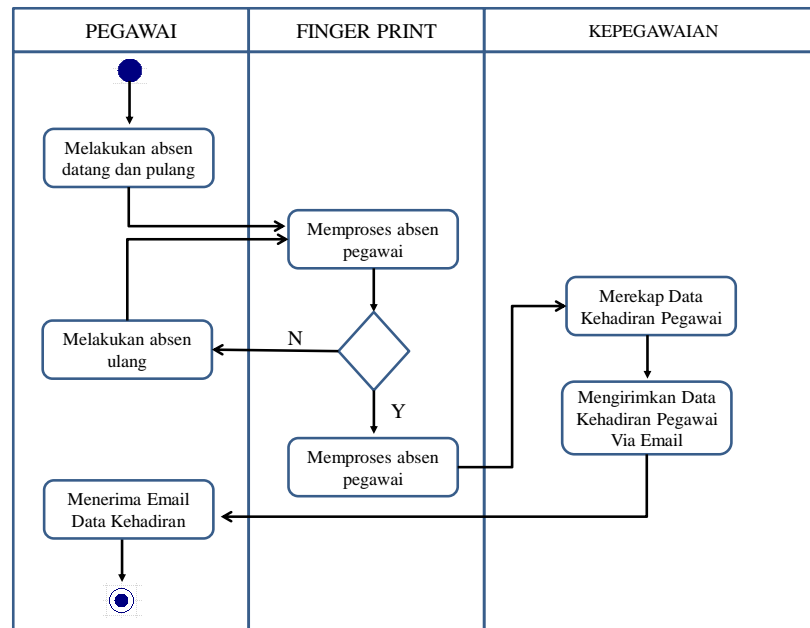 PEGAWAI
FINGER PRINT
KEPEGAWAIAN
Melakukan absen
datang dan pulang
Memproses absen
pegawai
Merekap Data
Kehadiran Pegawai
Melakukan absen
ulang
N
Y
Mengirimkan Data
Kehadiran Pegawai
Via Email
Memproses absen
pegawai
Menerima Email
Data Kehadiran